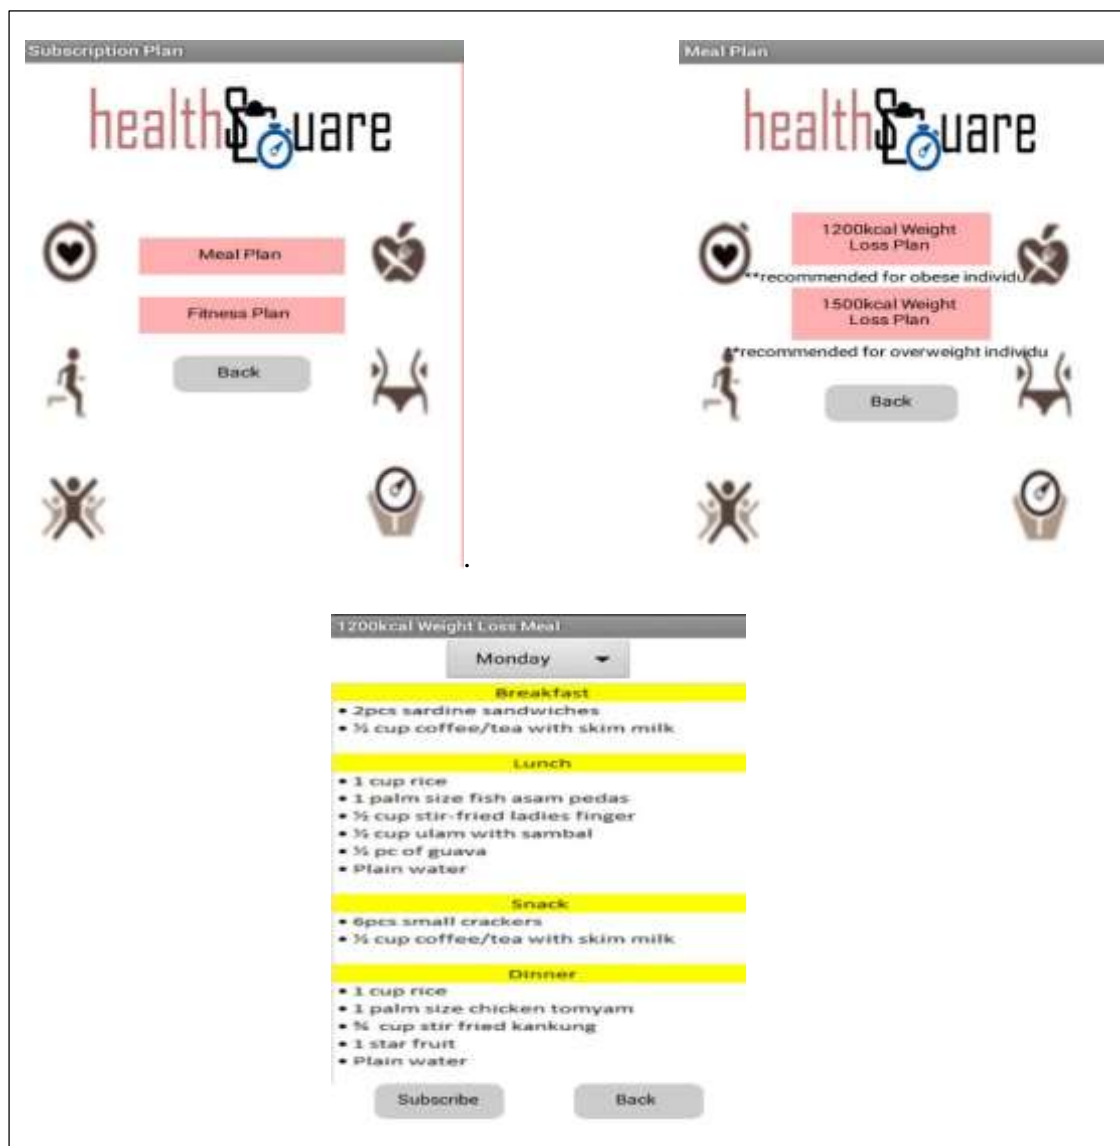 Subscription Plan
healthSquare
Meal Plan
Fitness Plan
Back
.
Meal Plan
healthSquare
1200kcal Weight
Loss Plan
**recommended for obese individu
1500kcal Weight
Loss Plan
**recommended for overweight individu
Back
1200kcal Weight Loss Meal
Monday
Breakfast
• 2pcs sardine sandwiches
• ½ cup coffee/tea with skim milk
Lunch
• 1 cup rice
• 1 palm size fish asam pedas
• ½ cup stir-fried ladies finger
• ½ cup ulam with sambal
• ½ pc of guava
• Plain water
Snack
• 6pcs small crackers
• ½ cup coffee/tea with skim milk
Dinner
• 1 cup rice
• 1 palm size chicken tomyam
• ¾ cup stir fried kankung
• 1 star fruit
• Plain water
Subscribe
Back